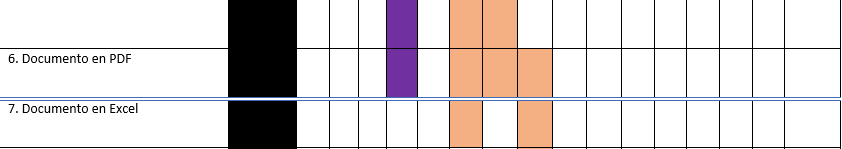 6. Documento en PDF
7. Documento en Excel